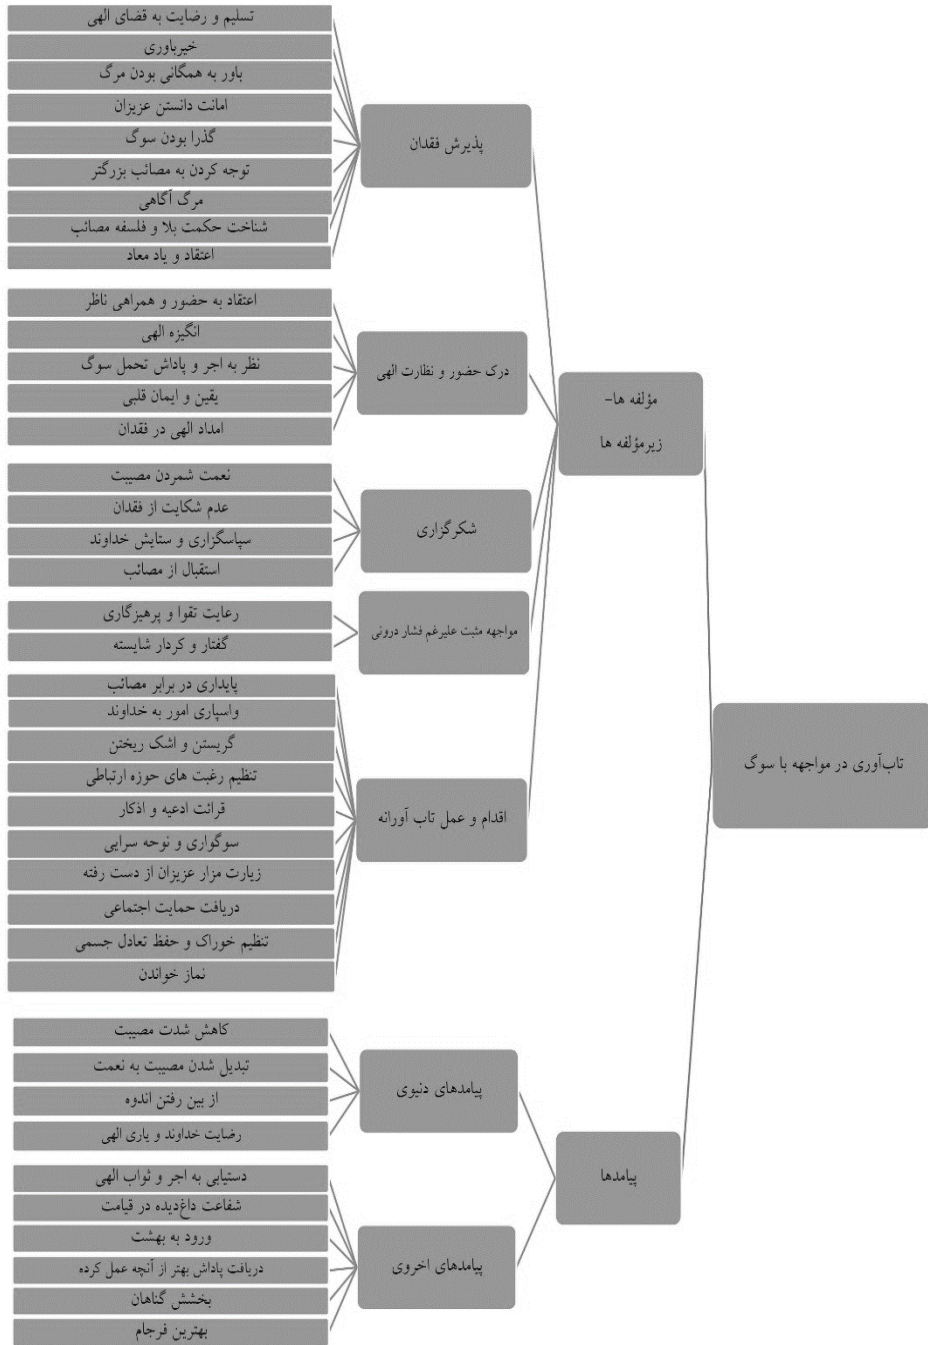 تاب‌آوری در مواجهه با سوگ
مؤلفه ها-
زیرمؤلفه ها
پذیرش فقدان
تسلیم و رضایت به قضای الهی
خیرباوری
باور به همگانی بودن مرگ
امانت دانستن عزیزان
گذرا بودن سوگ
توجه کردن به مصائب بزرگتر
مرگ آگاهی
شناخت حکمت بلا و فلسفه مصائب
اعتقاد و یاد معاد
درک حضور و نظارت الهی
اعتقاد به حضور و همراهی ناظر
انگیزه الهی
نظر به اجر و پاداش تحمل سوگ
یقین و ایمان قلبی
امداد الهی در فقدان
شکرگزاری
نعمت شمردن مصیبت
عدم شکایت از فقدان
سپاسگزاری و ستایش خداوند
استقبال از مصائب
مواجهه مثبت علیرغم فشار درونی
رعایت تقوا و پرهیزگاری
گفتار و کردار شایسته
اقدام و عمل تاب آورانه
پایداری در برابر مصائب
واسپاری امور به خداوند
گریستن و اشک ریختن
تنظیم رغبت های حوزه ارتباطی
قرائت ادعیه و اذکار
سوگواری و نوحه سرایی
زیارت مزار عزیزان از دست رفته
دریافت حمایت اجتماعی
تنظیم خوراک و حفظ تعادل جسمی
نماز خواندن
پیامدها
پیامدهای دنیوی
کاهش شدت مصیبت
تبدیل شدن مصیبت به نعمت
از بین رفتن اندوه
رضایت خداوند و یاری الهی
پیامدهای اخروی
دستیابی به اجر و ثواب الهی
شفاعت داغ‌دیده در قیامت
ورود به بهشت
دریافت پاداش بهتر از آنچه عمل کرده
بخشش گناهان
بهترین فرجام